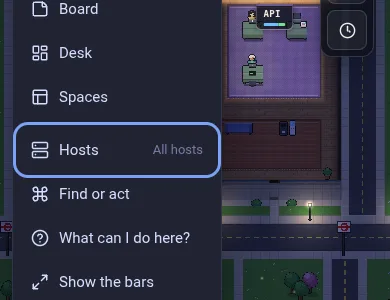 Board
API
Desk
Spaces
Hosts All hosts
Find or act
What can I do here?
Show the bars